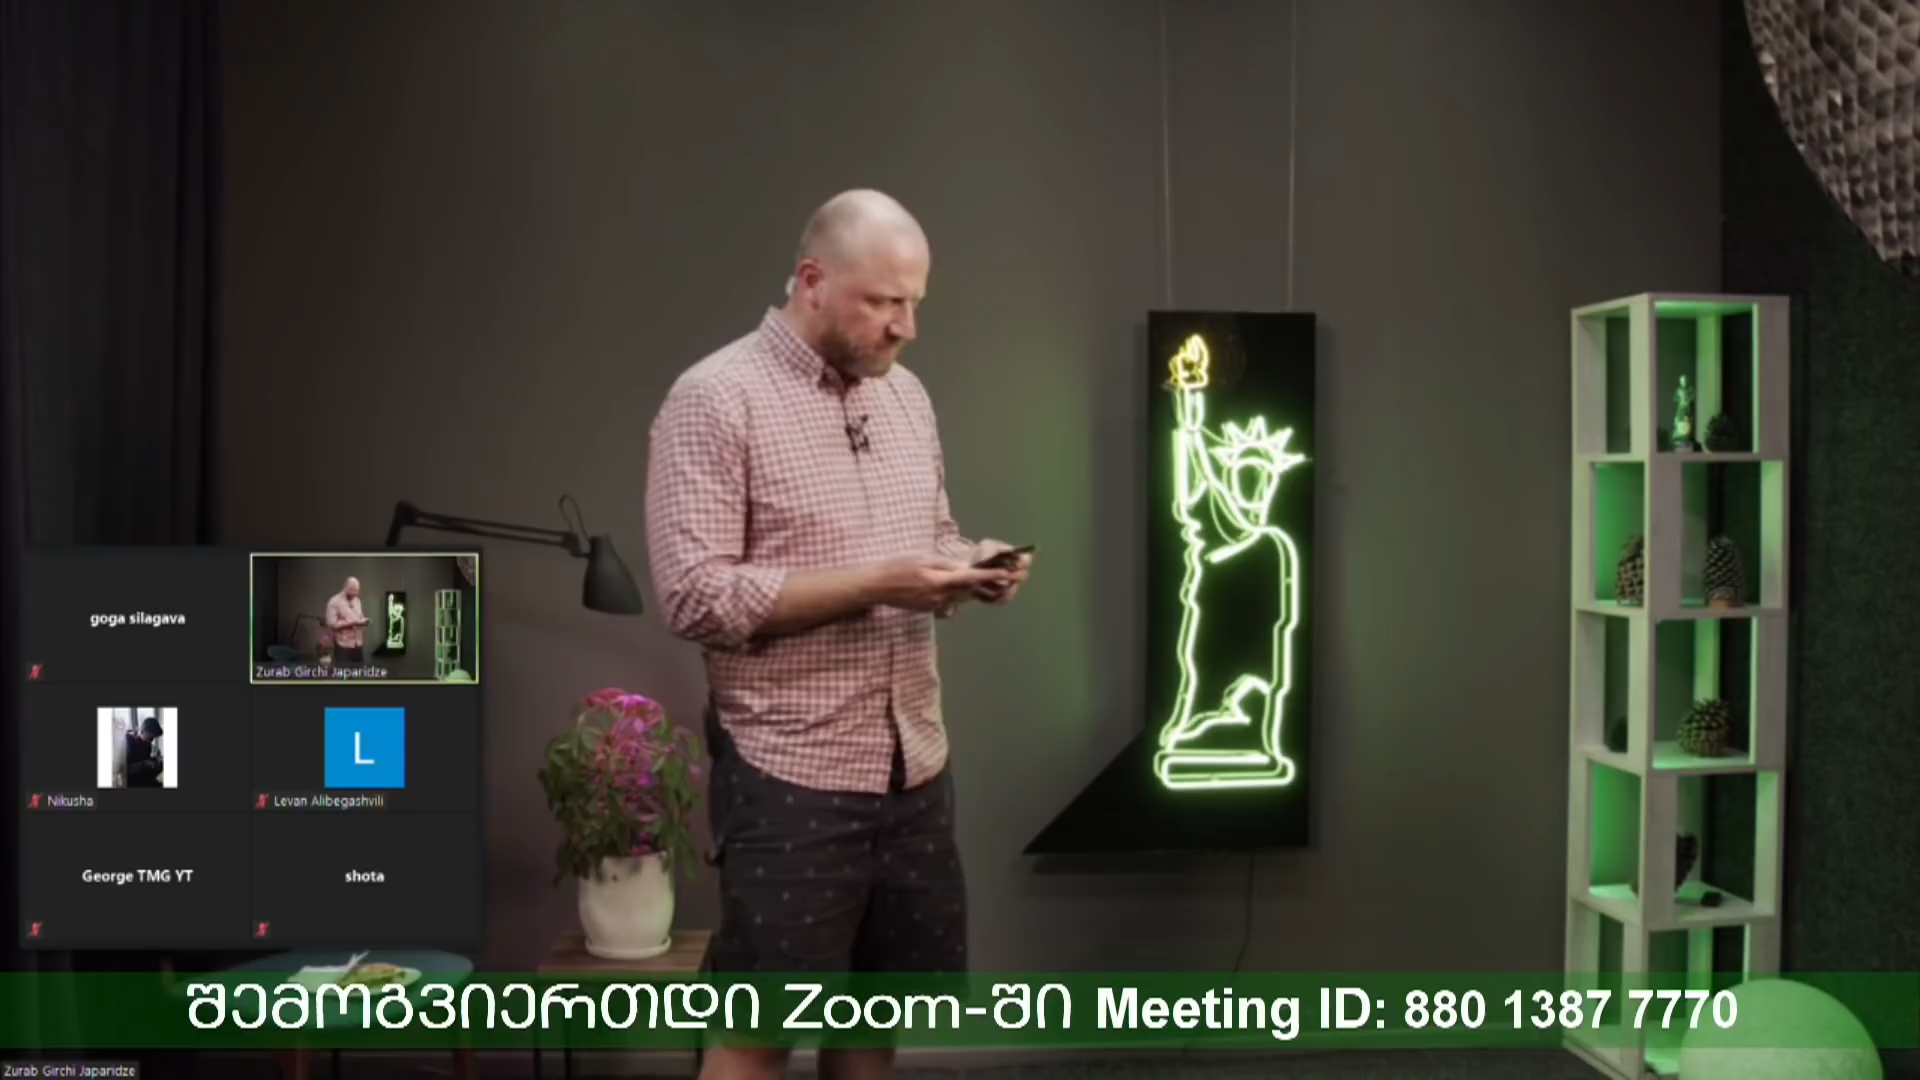 goga silagava
Zurab Girchi Japaridze
Nikusha
L
Levan Alibegashvili
George TMG YT
shota
შემოგვიერთდი Zoom-ში Meeting ID: 880 1387 7770
Zurab Girchi Japaridze